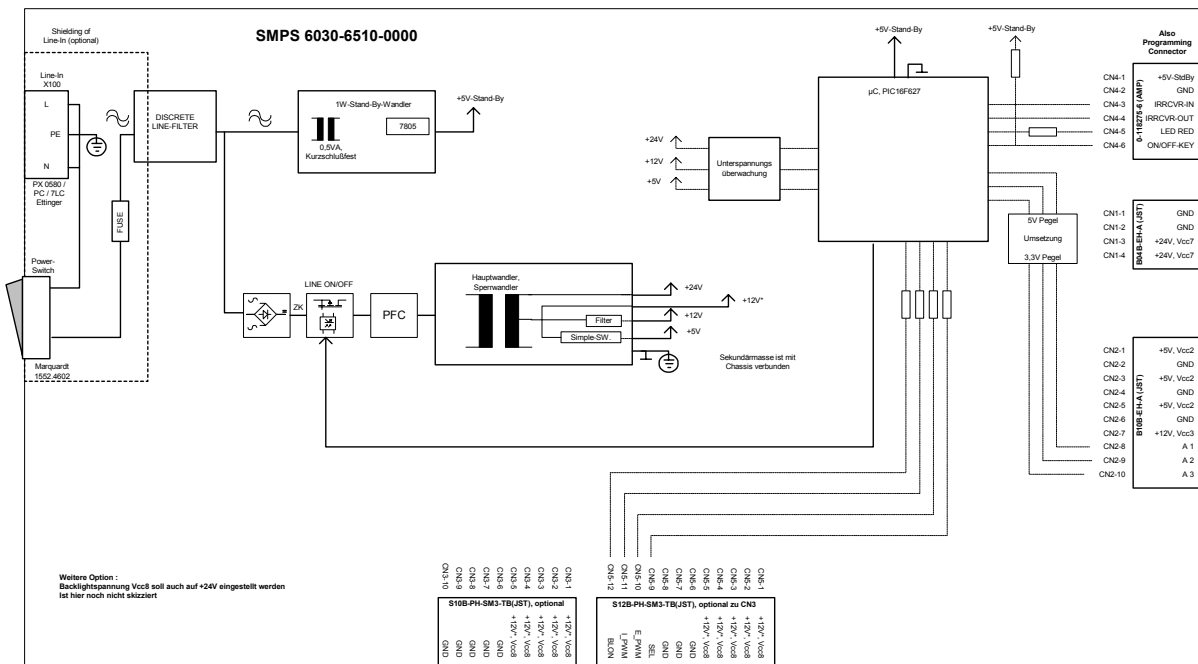 SMPS 6030-6510-0000
Shielding of
Line-In (optional)
Line-In
X100
L
PE
N
PX 0580 /
PC / 7LC
Ettinger
FUSE
Power-
Switch
Marquardt
1552.4602
DISCRETE
LINE-FILTER
1W-Stand-By-Wandler
7805
0,5VA,
Kurzschlußfest
+5V-Stand-By
ZK
LINE ON/OFF
PFC
Hauptwandler,
Sperrwandler
Filter
Simple-SW.
+24V
+12V*
+12V
+5V
Sekundärmasse ist mit
Chassis verbunden
+24V
+12V
+5V
Unterspannungs
überwachung
+5V-Stand-By
µC, PIC16F627
+5V-Stand-By
Also
Programming
Connector
0-118275-6 (AMP)
CN4-1 +5V-StdBy
CN4-2 GND
CN4-3 IRRCVR-IN
CN4-4 IRRCVR-OUT
CN4-5 LED RED
CN4-6 ON/OFF-KEY
5V Pegel
Umsetzung
3,3V Pegel
B04B-EH-A (JST)
CN1-1 GND
CN1-2 GND
CN1-3 +24V, Vcc7
CN1-4 +24V, Vcc7
B10B-EH-A (JST)
CN2-1 +5V, Vcc2
CN2-2 GND
CN2-3 +5V, Vcc2
CN2-4 GND
CN2-5 +5V, Vcc2
CN2-6 GND
CN2-7 +12V, Vcc3
CN2-8 A 1
CN2-9 A 2
CN2-10 A 3
Weitere Option :
Backlightspannung Vcc8 soll auch auf +24V eingestellt werden
Ist hier noch nicht skizziert
S10B-PH-SM3-TB(JST), optional
CN3-10 GND
CN3-9 GND
CN3-8 GND
CN3-7 GND
CN3-6 GND
CN3-5 +12V*, Vcc8
CN3-4 +12V*, Vcc8
CN3-3 +12V*, Vcc8
CN3-2 +12V*, Vcc8
CN3-1 +12V*, Vcc8
S12B-PH-SM3-TB(JST), optional zu CN3
CN5-12 BLON
CN5-11 I_PWM
CN5-10 E_PWM
CN5-9 SEL
CN5-8 GND
CN5-7 GND
CN5-6 GND
CN5-5 +12V*, Vcc8
CN5-4 +12V*, Vcc8
CN5-3 +12V*, Vcc8
CN5-2 +12V*, Vcc8
CN5-1 +12V*, Vcc8